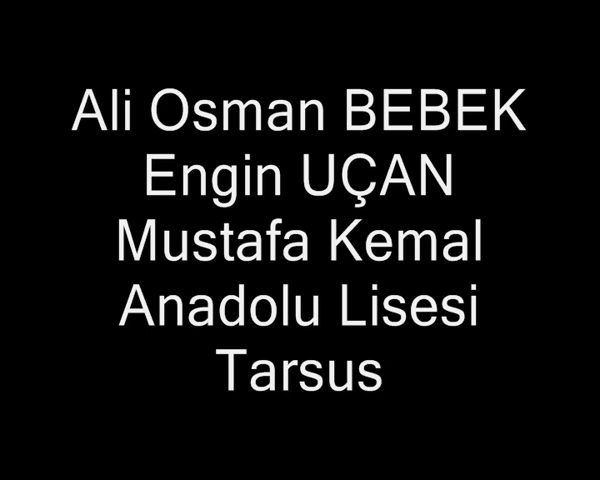 Ali Osman BEBEK
Engin UÇAN
Mustafa Kemal
Anadolu Lisesi
Tarsus